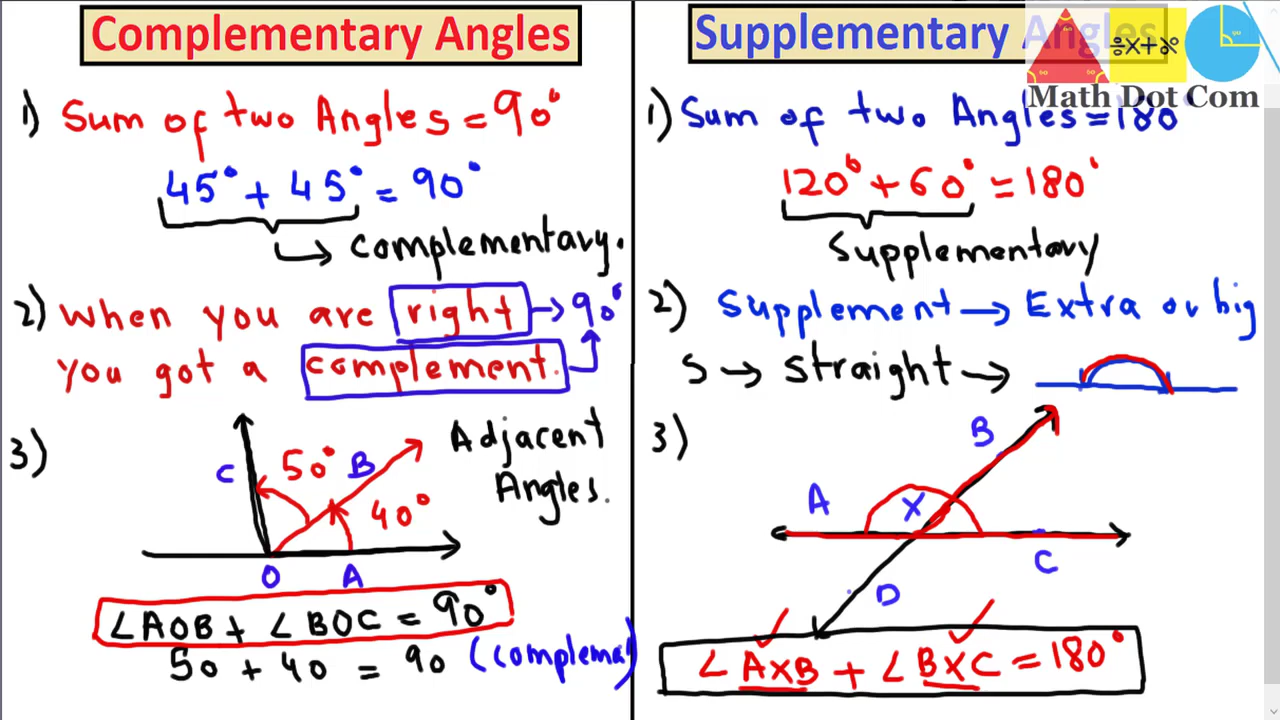 Complementary Angles
1) Sum of two Angles = 90°
45° + 45° = 90°
→ Complementary.
2) When you are right → 90°
you got a complement.
3)
Adjacent
Angles.
C 50° B
40°
O A
∠AOB + ∠BOC = 90°
50 + 40 = 90 (complemay)
Supplementary Angles
÷x+
Math Dot Com
1) Sum of two Angles = 180
120° + 60° = 180°
Supplementary
2) Supplement → Extra or big
S → Straight →
3)
B
A X
C
D
∠AXB + ∠BXC = 180°